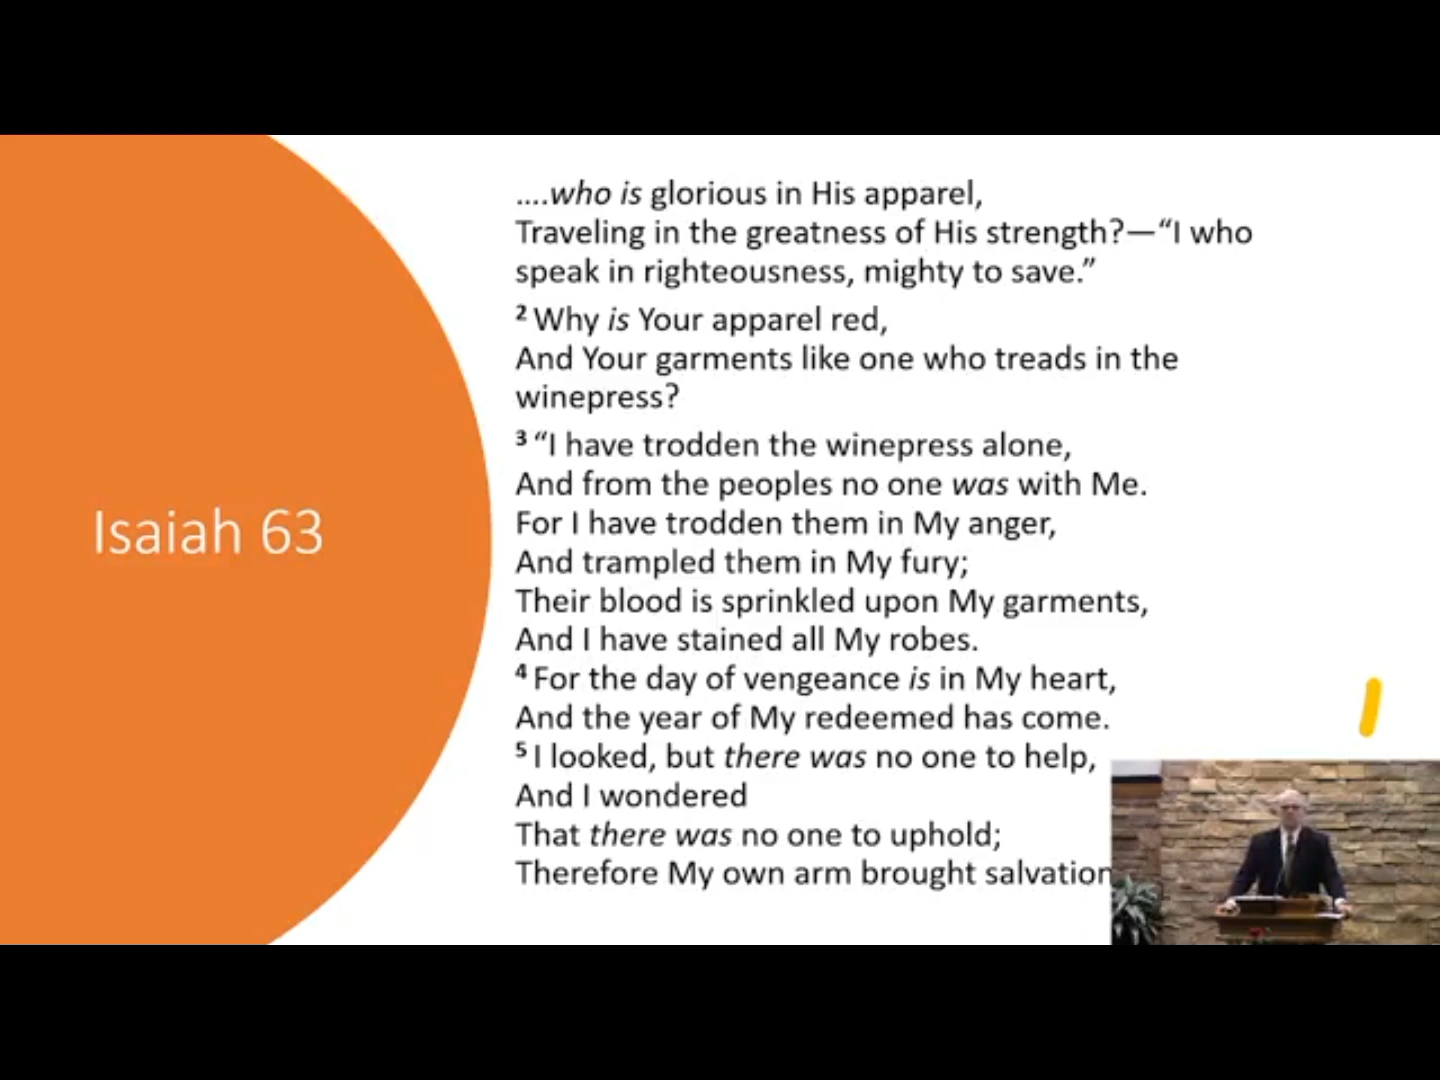 Isaiah 63
....who is glorious in His apparel,
Traveling in the greatness of His strength?—“I who
speak in righteousness, mighty to save.”
2 Why is Your apparel red,
And Your garments like one who treads in the
winepress?
3 “I have trodden the winepress alone,
And from the peoples no one was with Me.
For I have trodden them in My anger,
And trampled them in My fury;
Their blood is sprinkled upon My garments,
And I have stained all My robes.
4 For the day of vengeance is in My heart,
And the year of My redeemed has come.
5 I looked, but there was no one to help,
And I wondered
That there was no one to uphold;
Therefore My own arm brought salvation